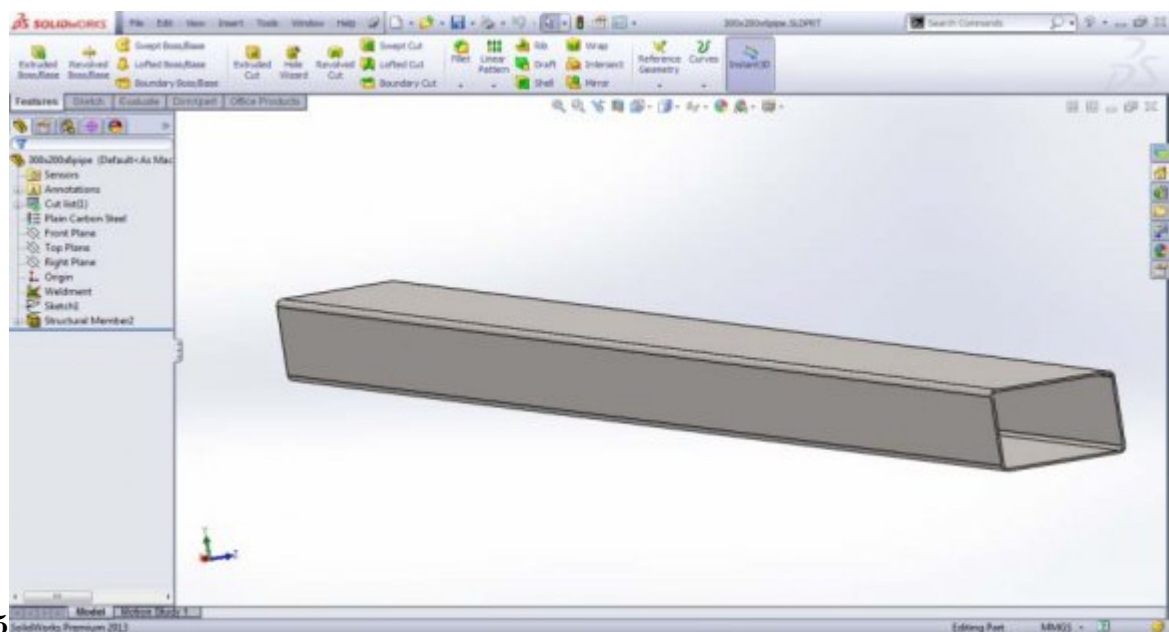 SOLIDWORKS File Edit View Insert Tools Window Help 300x200x6pipe.SLDPRT Search Commands
Extruded Boss/Base
Revolved Boss/Base
Swept Boss/Base
Lofted Boss/Base
Boundary Boss/Base
Extruded Cut
Hole Wizard
Revolved Cut
Swept Cut
Lofted Cut
Boundary Cut
Fillet
Linear Pattern
Rib
Draft
Shell
Wrap
Intersect
Mirror
Reference Geometry
Curves
Instant3D
Features Sketch Evaluate DimXpert Office Products
300x200x6pipe (Default<As Mac
Sensors
Annotations
Cut list(1)
Plain Carbon Steel
Front Plane
Top Plane
Right Plane
Origin
Weldment
Sketch1
Structural Member2
Model Motion Study 1
б
SolidWorks Premium 2013 Editing Part MMGS